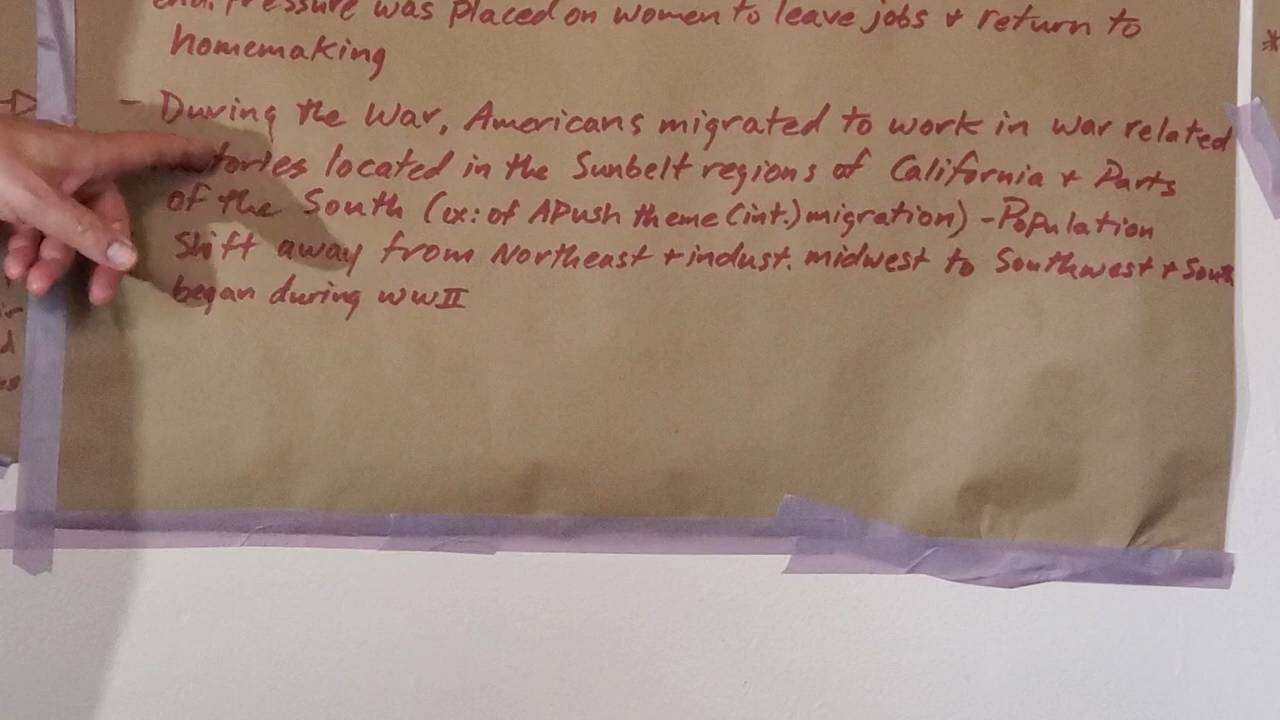 end. Pressure was placed on women to leave jobs & return to
homemaking
- During the War, Americans migrated to work in war related
located in the Sunbelt regions of California & Parts
of the South (ex: of APush theme (int.) migration) - Population
Shift away from Northeast + indust. midwest to Southwest + South
began during WWII